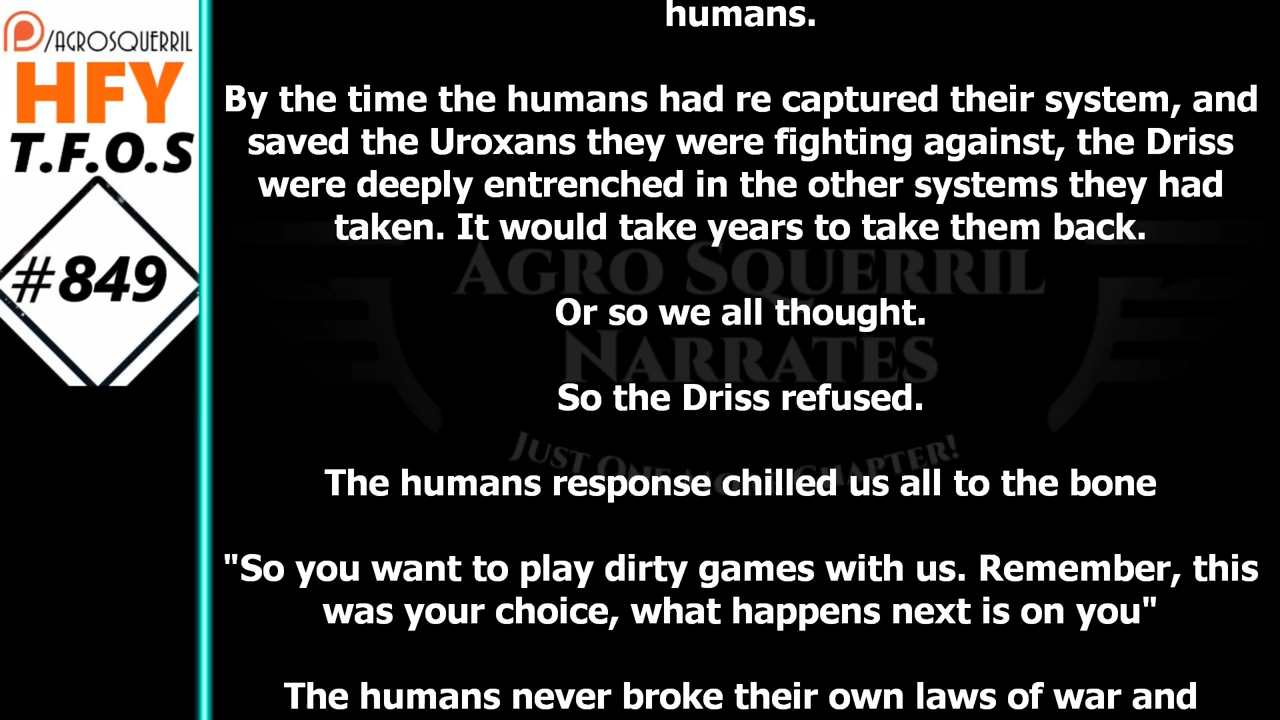 /AGROSQUERRIL
HFY
T.F.O.S
#849
humans.
By the time the humans had re captured their system, and
saved the Uroxans they were fighting against, the Driss
were deeply entrenched in the other systems they had
taken. It would take years to take them back.
Or so we all thought.
So the Driss refused.
The humans response chilled us all to the bone
"So you want to play dirty games with us. Remember, this
was your choice, what happens next is on you"
The humans never broke their own laws of war and
AGRO SQUERRIL
NARRATES
JUST ONE MORE CHAPTER!